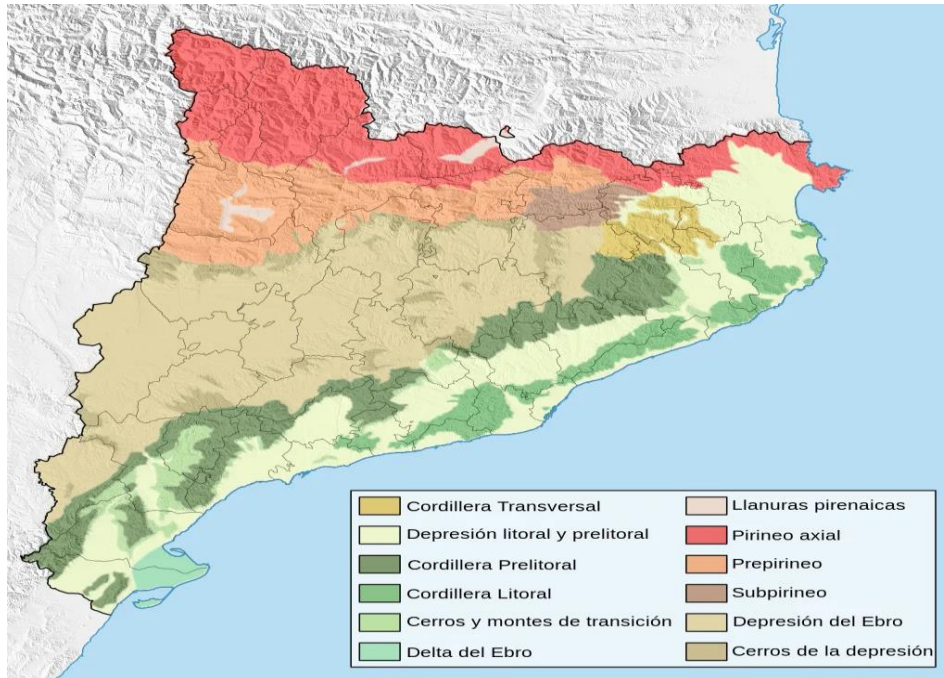 Cordillera Transversal
Depresión litoral y prelitoral
Cordillera Prelitoral
Cordillera Litoral
Cerros y montes de transición
Delta del Ebro
Llanuras pirenaicas
Pirineo axial
Prepirineo
Subpirineo
Depresión del Ebro
Cerros de la depresión